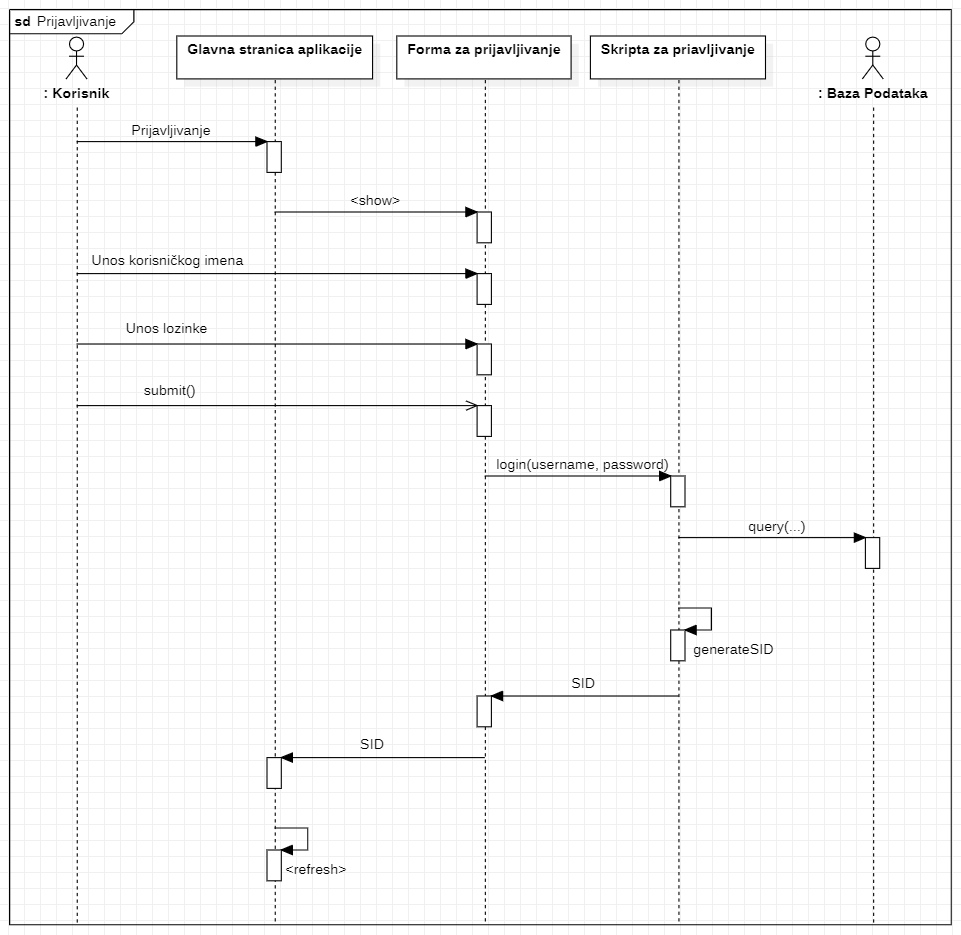 sd Prijavljivanje
Glavna stranica aplikacije
Forma za prijavljivanje
Skripta za priavljivanje
: Korisnik
: Baza Podataka
Prijavljivanje
<show>
Unos korisničkog imena
Unos lozinke
submit()
login(username, password)
query(...)
generateSID
SID
SID
<refresh>